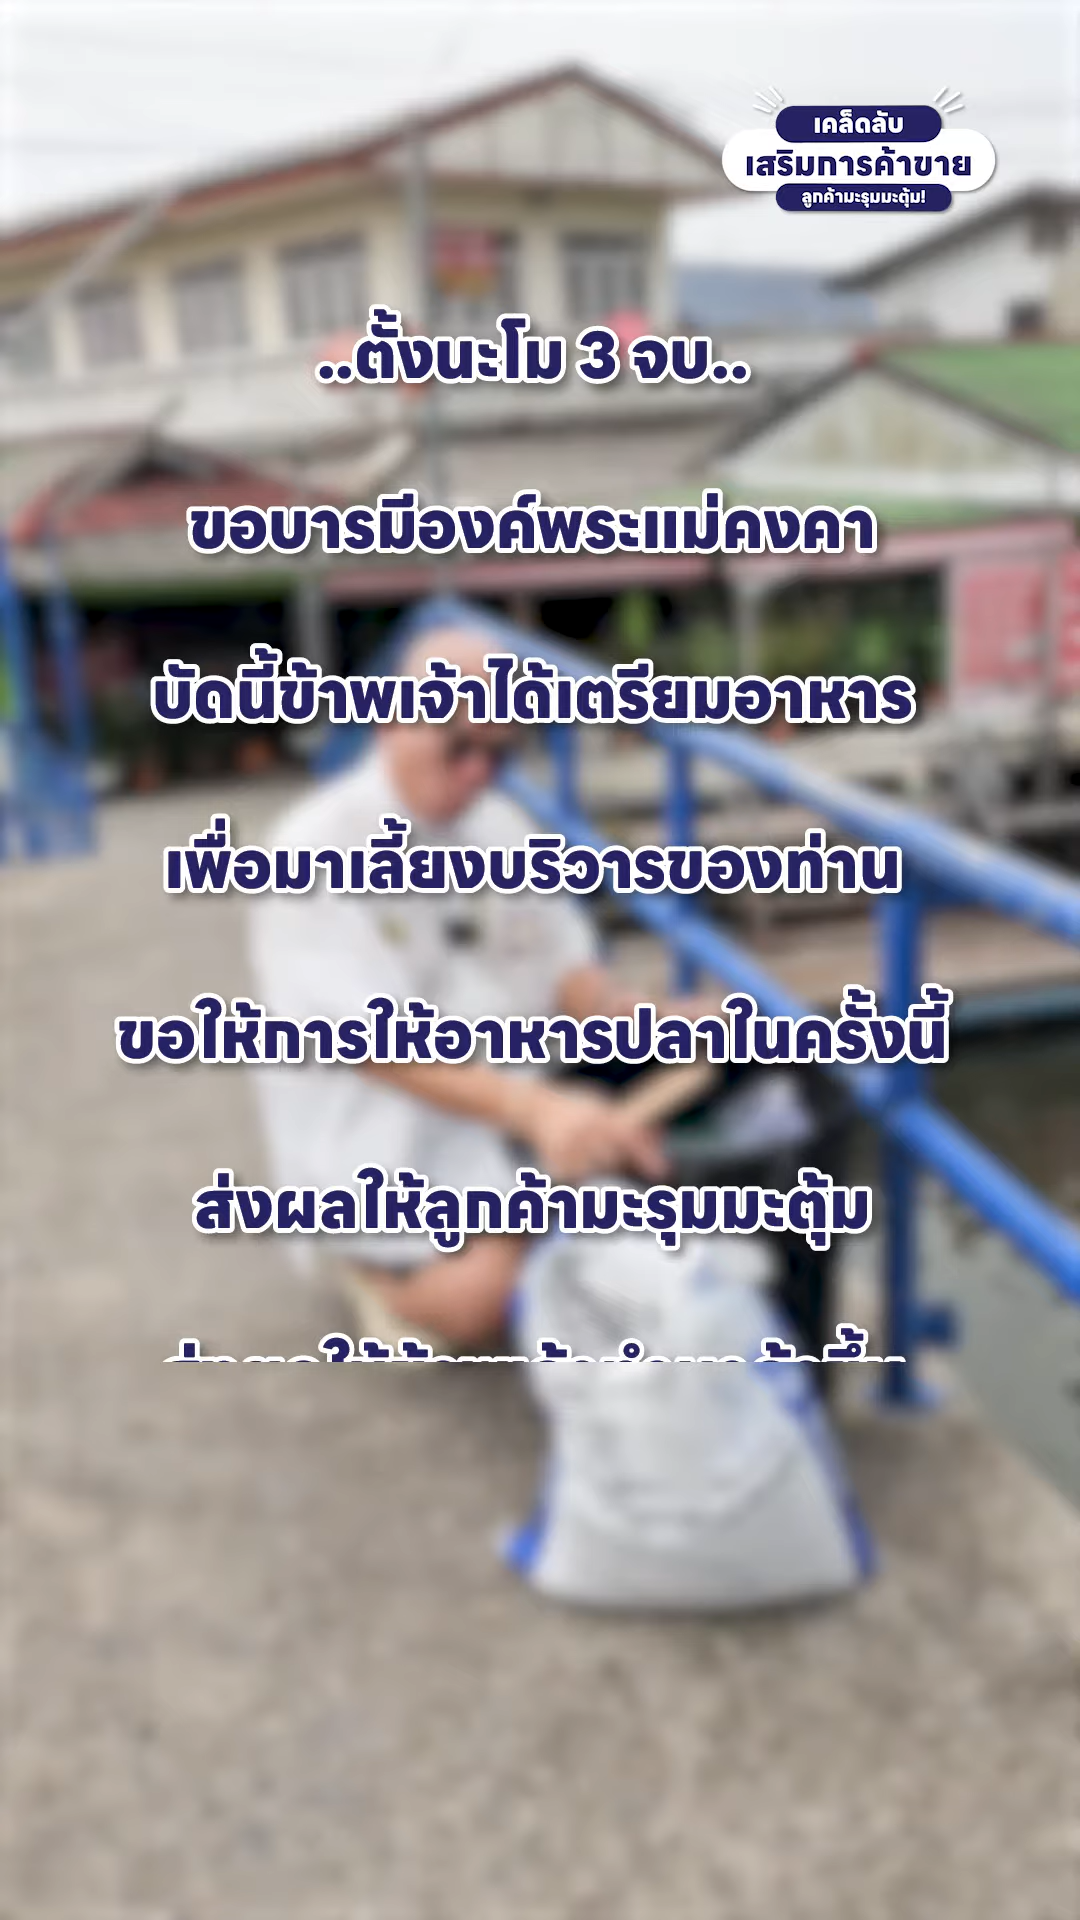 เคล็ดลับ
เสริมการค้าขาย
ลูกค้ามะรุมมะตุ้ม!
..ตั้งนะโม 3 จบ..
ขอบารมีองค์พระแม่คงคา
บัดนี้ข้าพเจ้าได้เตรียมอาหาร
เพื่อมาเลี้ยงบริวารของท่าน
ขอให้การให้อาหารปลาในครั้งนี้
ส่งผลให้ลูกค้ามะรุมมะตุ้ม